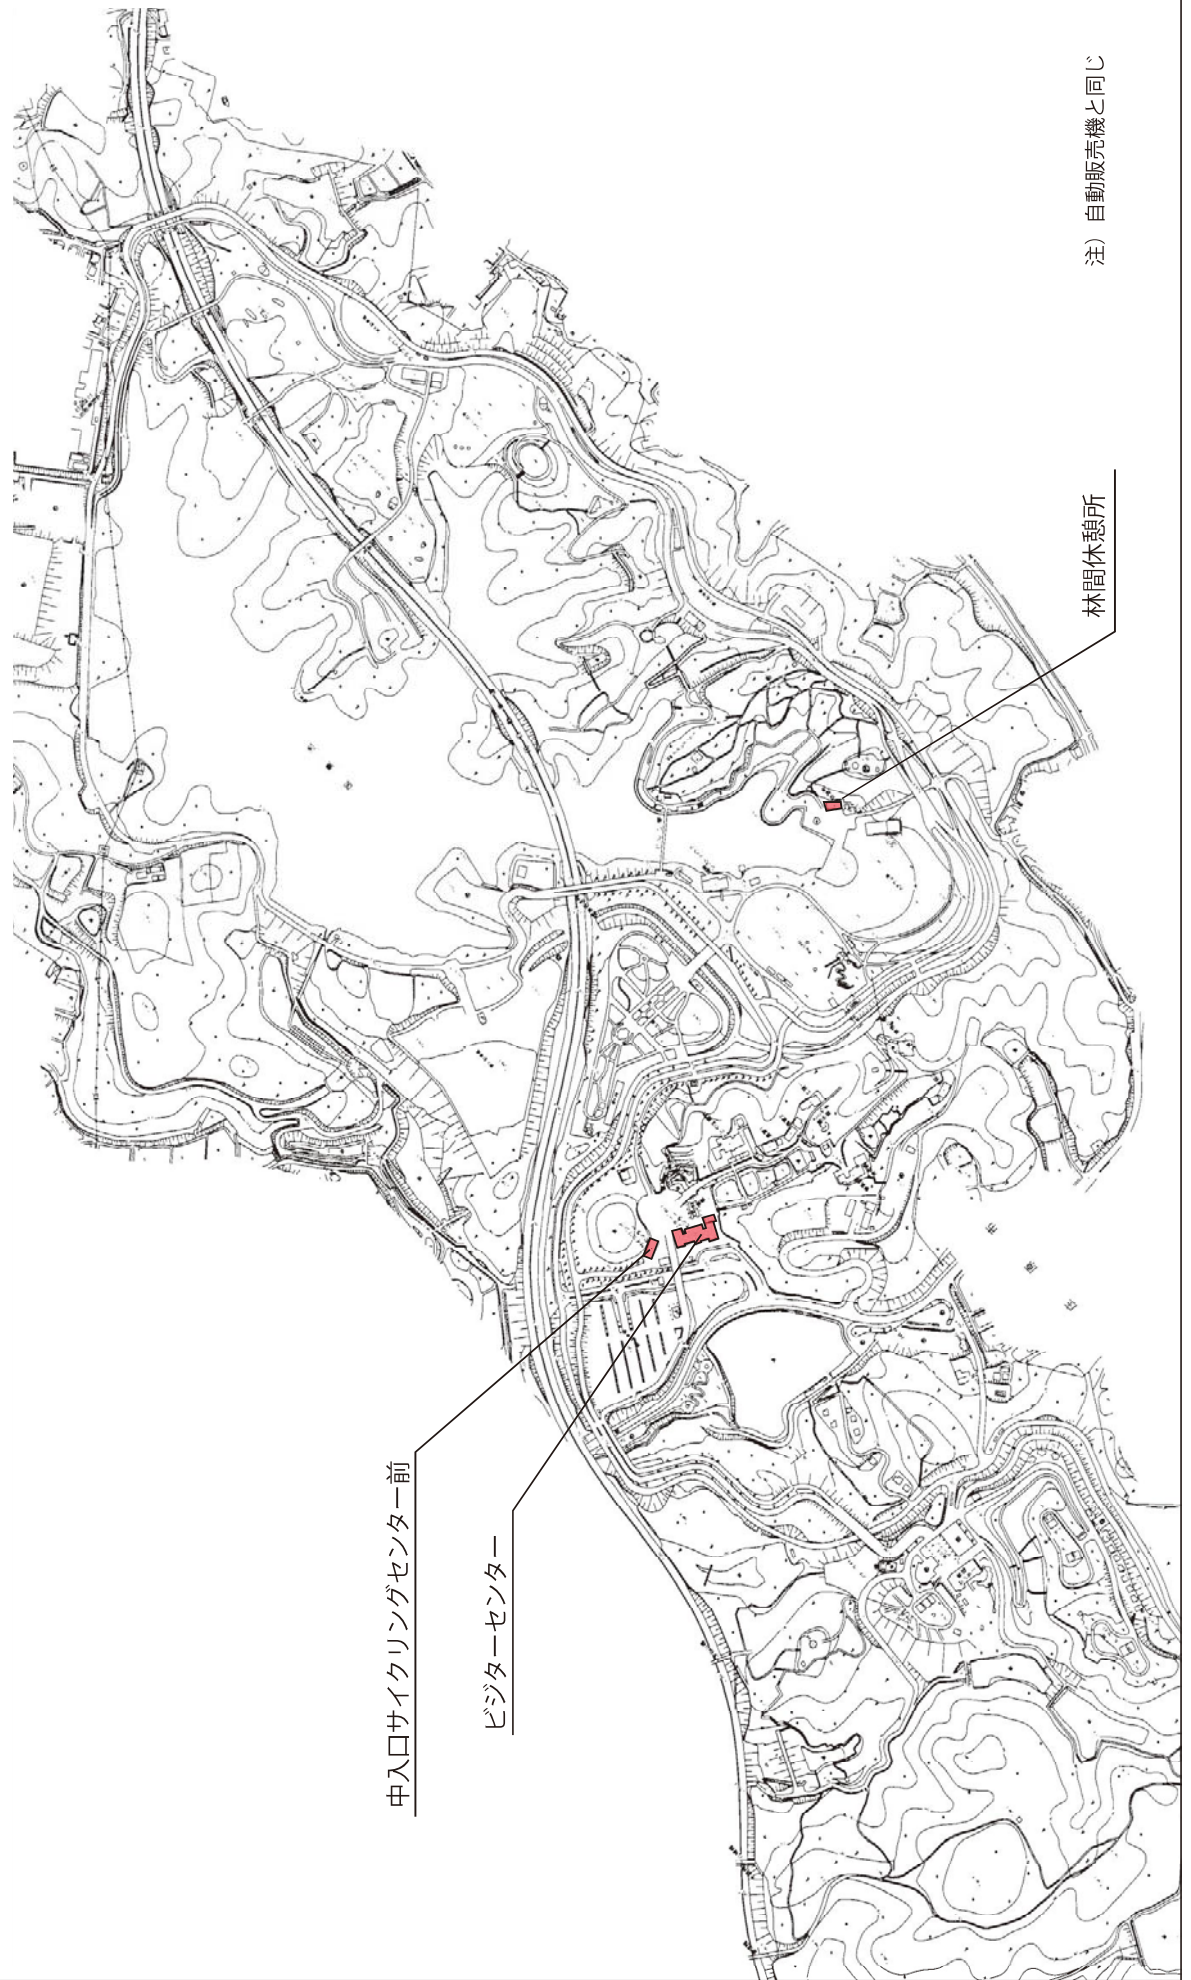 注）自動販売機と同じ
林間休憩所
中入口サイクリングセンター前
ビジターセンター